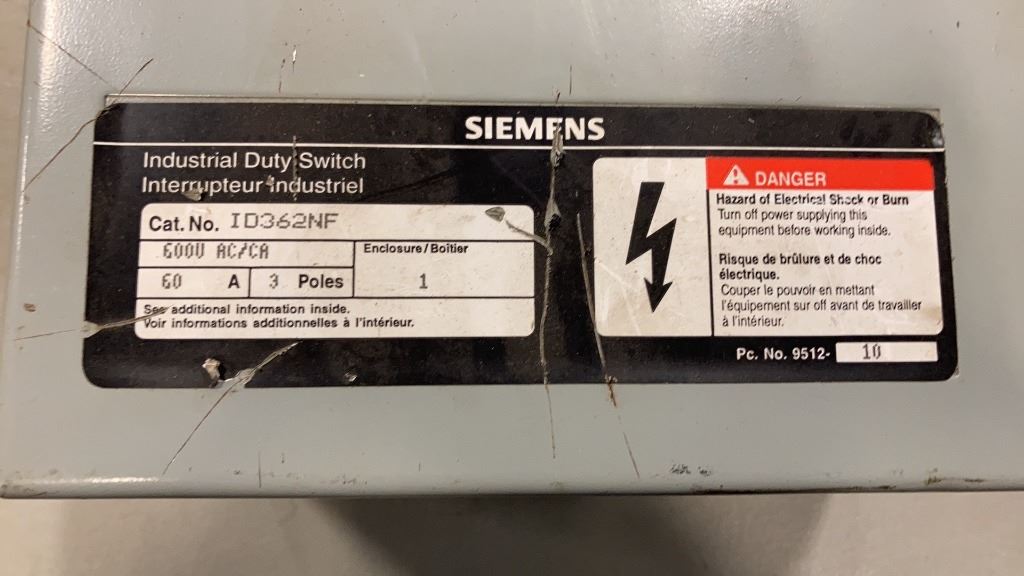 SIEMENS
Industrial Duty Switch
Interrupteur Industriel
Cat. No. ID362NF
600V AC/CA
Enclosure / Boîtier
60 A 3 Poles
1
See additional information inside.
Voir informations additionnelles à l'intérieur.
DANGER
Hazard of Electrical Shock or Burn
Turn off power supplying this
equipment before working inside.
Risque de brûlure et de choc
électrique.
Couper le pouvoir en mettant
l'équipement sur off avant de travailler
à l'intérieur.
Pc. No. 9512- 10